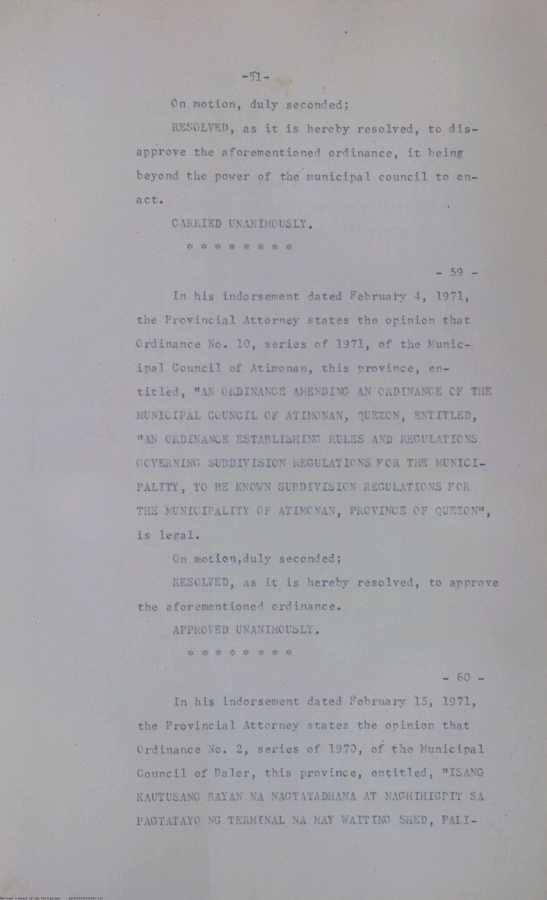 -51-
On motion, duly seconded;
RESOLVED, as it is hereby resolved, to dis-
approve the aforementioned ordinance, it being
beyond the power of the municipal council to en-
act.
CARRIED UNANIMOUSLY.
* * * * * * * *
- 59 -
In his indorsement dated February 4, 1971,
the Provincial Attorney states the opinion that
Ordinance No. 10, series of 1971, of the Munic-
ipal Council of Atimonan, this province, en-
titled, "AN ORDINANCE AMENDING AN ORDINANCE OF THE
MUNICIPAL COUNCIL OF ATIMONAN, QUEZON, ENTITLED,
"AN ORDINANCE ESTABLISHING RULES AND REGULATIONS
GOVERNING SUBDIVISION REGULATIONS FOR THE MUNICI-
PALITY, TO BE KNOWN SUBDIVISION REGULATIONS FOR
THE MUNICIPALITY OF ATIMONAN, PROVINCE OF QUEZON",
is legal.
On motion,duly seconded;
RESOLVED, as it is hereby resolved, to approve
the aforementioned ordinance.
APPROVED UNANIMOUSLY.
* * * * * * * *
- 60 -
In his indorsement dated February 15, 1971,
the Provincial Attorney states the opinion that
Ordinance No. 2, series of 1970, of the Municipal
Council of Baler, this province, entitled, "ISANG
KAUTUSANG BAYAN NA NAGTATADHANA AT NAGHIHIGPIT SA
PAGTATAYO NG TERMINAL NA MAY WAITING SHED, PALI-